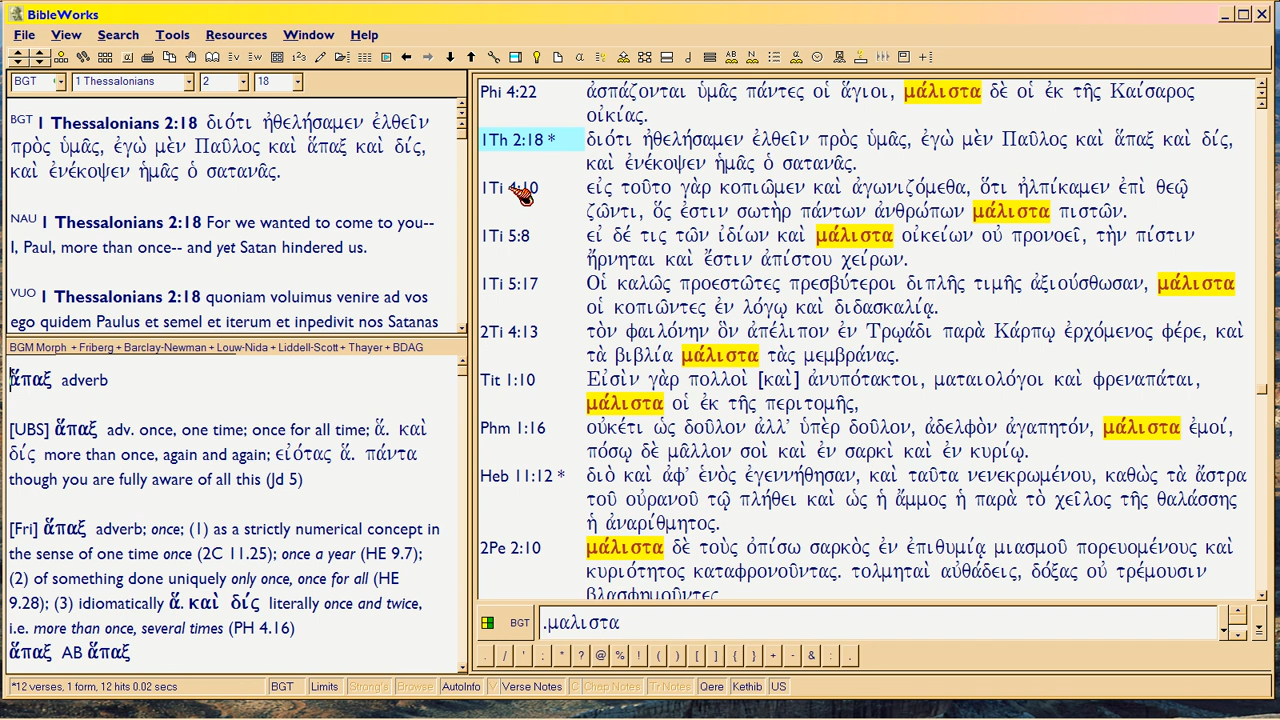 BibleWorks
File View Search Tools Resources Window Help
BGT 1 Thessalonians 2 18
BGT 1 Thessalonians 2:18 διότι ἠθελήσαμεν ἐλθεῖν
πρὸς ὑμᾶς, ἐγὼ μὲν Παῦλος καὶ ἅπαξ καὶ δίς,
καὶ ἐνέκοψεν ἡμᾶς ὁ σατανᾶς.
NAU 1 Thessalonians 2:18 For we wanted to come to you--
I, Paul, more than once-- and yet Satan hindered us.
VUO 1 Thessalonians 2:18 quoniam voluimus venire ad vos
ego quidem Paulus et semel et iterum et inpedivit nos Satanas
BGM Morph + Friberg + Barclay-Newman + Louw-Nida + Liddell-Scott + Thayer + BDAG
ἅπαξ adverb
[UBS] ἅπαξ adv. once, one time; once for all time; ἅ. καὶ
δίς more than once, again and again; εἰότας ἅ. πάντα
though you are fully aware of all this (Jd 5)
[Fri] ἅπαξ adverb; once; (1) as a strictly numerical concept in
the sense of one time once (2C 11.25); once a year (HE 9.7);
(2) of something done uniquely only once, once for all (HE
9.28); (3) idiomatically ἅ. καὶ δίς literally once and twice,
i.e. more than once, several times (PH 4.16)
ἅπαξ AB ἅπαξ
Phi 4:22 ἀσπάζονται ὑμᾶς πάντες οἱ ἅγιοι, μάλιστα δὲ οἱ ἐκ τῆς Καίσαρος
οἰκίας.
1Th 2:18 * διότι ἠθελήσαμεν ἐλθεῖν πρὸς ὑμᾶς, ἐγὼ μὲν Παῦλος καὶ ἅπαξ καὶ δίς,
καὶ ἐνέκοψεν ἡμᾶς ὁ σατανᾶς.
1Ti 4:10 εἰς τοῦτο γὰρ κοπιῶμεν καὶ ἀγωνιζόμεθα, ὅτι ἠλπίκαμεν ἐπὶ θεῷ
ζῶντι, ὅς ἐστιν σωτὴρ πάντων ἀνθρώπων μάλιστα πιστῶν.
1Ti 5:8 εἰ δέ τις τῶν ἰδίων καὶ μάλιστα οἰκείων οὐ προνοεῖ, τὴν πίστιν
ἤρνηται καὶ ἔστιν ἀπίστου χείρων.
1Ti 5:17 Οἱ καλῶς προεστῶτες πρεσβύτεροι διπλῆς τιμῆς ἀξιούσθωσαν, μάλιστα
οἱ κοπιῶντες ἐν λόγῳ καὶ διδασκαλίᾳ.
2Ti 4:13 τὸν φαιλόνην ὃν ἀπέλιπον ἐν Τρῳάδι παρὰ Κάρπῳ ἐρχόμενος φέρε, καὶ
τὰ βιβλία μάλιστα τὰς μεμβράνας.
Tit 1:10 Εἰσὶν γὰρ πολλοὶ [καὶ] ἀνυπότακτοι, ματαιολόγοι καὶ φρεναπάται,
μάλιστα οἱ ἐκ τῆς περιτομῆς,
Phm 1:16 οὐκέτι ὡς δοῦλον ἀλλ' ὑπὲρ δοῦλον, ἀδελφὸν ἀγαπητόν, μάλιστα ἐμοί,
πόσῳ δὲ μᾶλλον σοὶ καὶ ἐν σαρκὶ καὶ ἐν κυρίῳ.
Heb 11:12 * διὸ καὶ ἀφ' ἑνὸς ἐγεννήθησαν, καὶ ταῦτα νενεκρωμένου, καθὼς τὰ ἄστρα
τοῦ οὐρανοῦ τῷ πλήθει καὶ ὡς ἡ ἄμμος ἡ παρὰ τὸ χεῖλος τῆς θαλάσσης
ἡ ἀναρίθμητος.
2Pe 2:10 μάλιστα δὲ τοὺς ὀπίσω σαρκὸς ἐν ἐπιθυμίᾳ μιασμοῦ πορευομένους καὶ
κυριότητος καταφρονοῦντας. τολμηταὶ αὐθάδεις, δόξας οὐ τρέμουσιν
βλασφημοῦντες
BGT .μαλιστα
. / ' ; * ? @ % ! ( ) [ ] { } + - & : .
*12 verses, 1 form, 12 hits 0.02 secs BGT Limits Strong's Browse AutoInfo V Verse Notes C Chap Notes Tr Notes Qere Kethib US